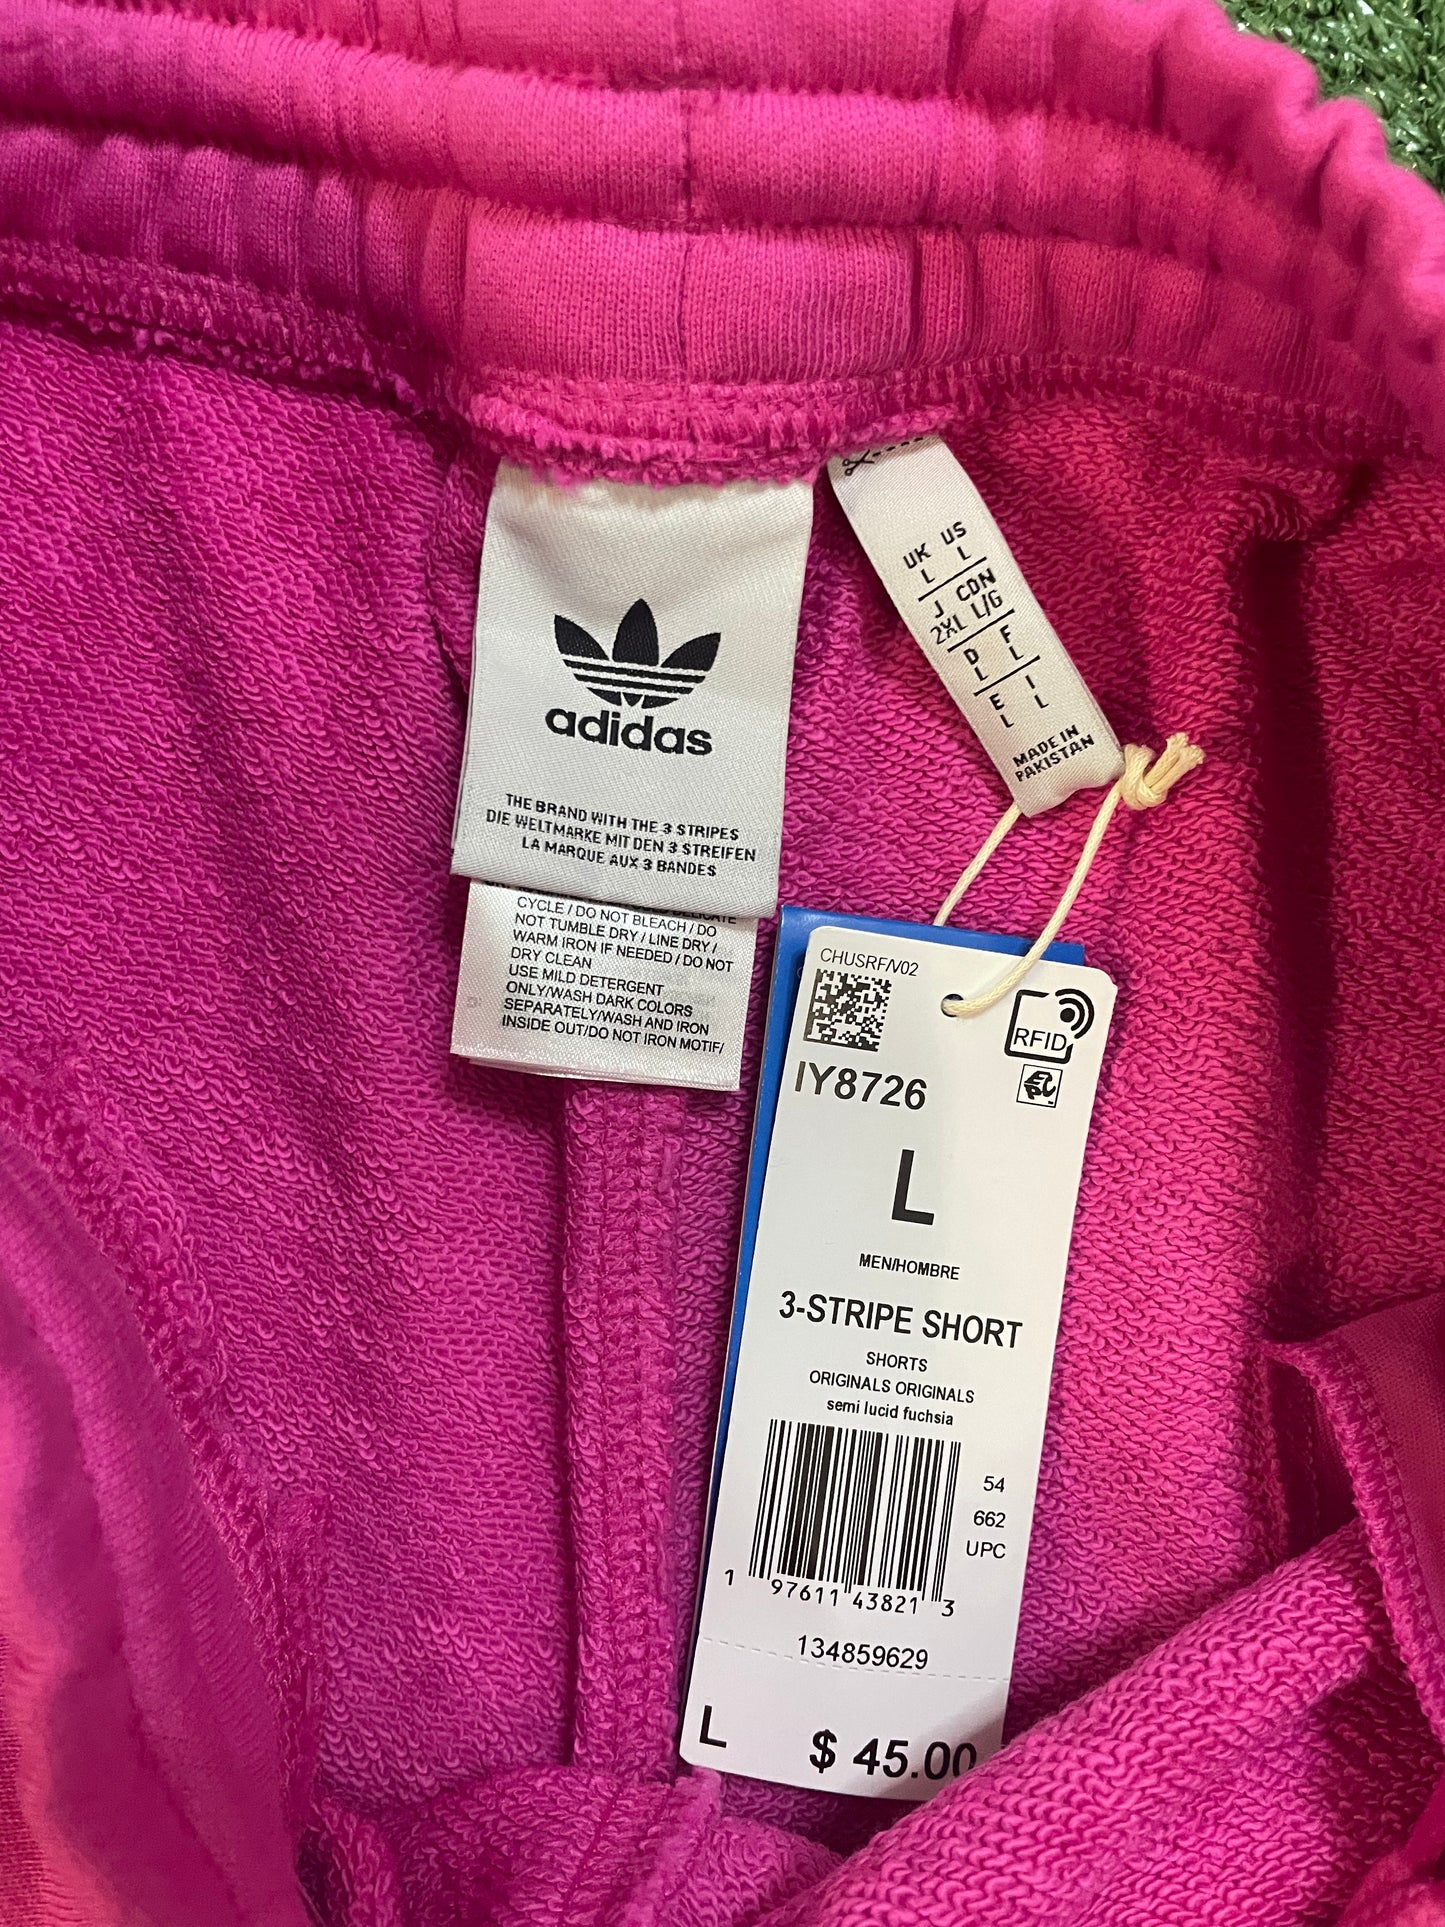 adidas
THE BRAND WITH THE 3 STRIPES
DIE WELTMARKE MIT DEN 3 STREIFEN
LA MARQUE AUX 3 BANDES
DELICATE
CYCLE / DO NOT BLEACH / DO
NOT TUMBLE DRY / LINE DRY /
WARM IRON IF NEEDED / DO NOT
DRY CLEAN
USE MILD DETERGENT
ONLY/WASH DARK COLORS
SEPARATELY/WASH AND IRON
INSIDE OUT/DO NOT IRON MOTIF/
UK US
L L
J CDN
2XL L/G
D F
L L
E I
L L
MADE IN
PAKISTAN
CHUSRF/V02
RFID
EPC
IY8726
L
MEN/HOMBRE
3-STRIPE SHORT
SHORTS
ORIGINALS ORIGINALS
semi lucid fuchsia
54
662
UPC
1 97611 43821 3
134859629
L $ 45.00